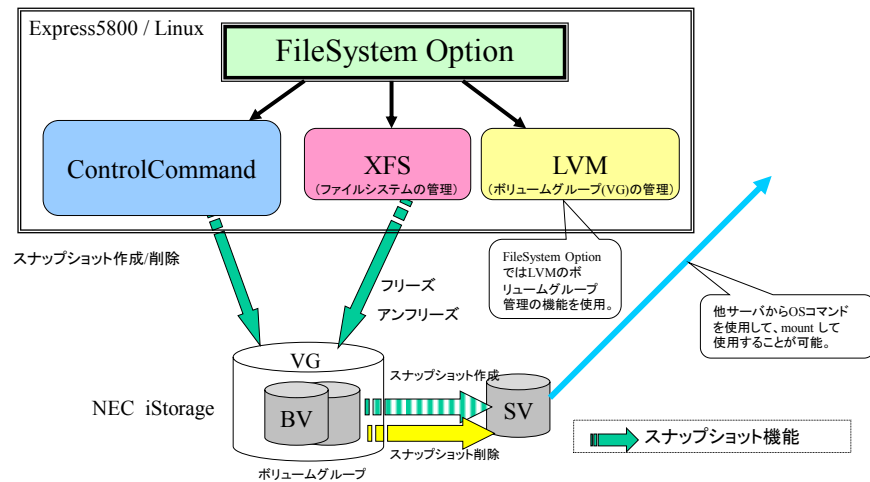 Express5800 / Linux
FileSystem Option
ControlCommand
XFS
(ファイルシステムの管理)
LVM
(ボリュームグループ(VG)の管理)
スナップショット作成/削除
フリーズ
アンフリーズ
FileSystem Option
ではLVMのボ
リュームグループ
管理の機能を使用。
他サーバからOSコマンド
を使用して、mount して
使用することが可能。
VG
NEC iStorage
BV
スナップショット作成
SV
スナップショット削除
ボリュームグループ
スナップショット機能